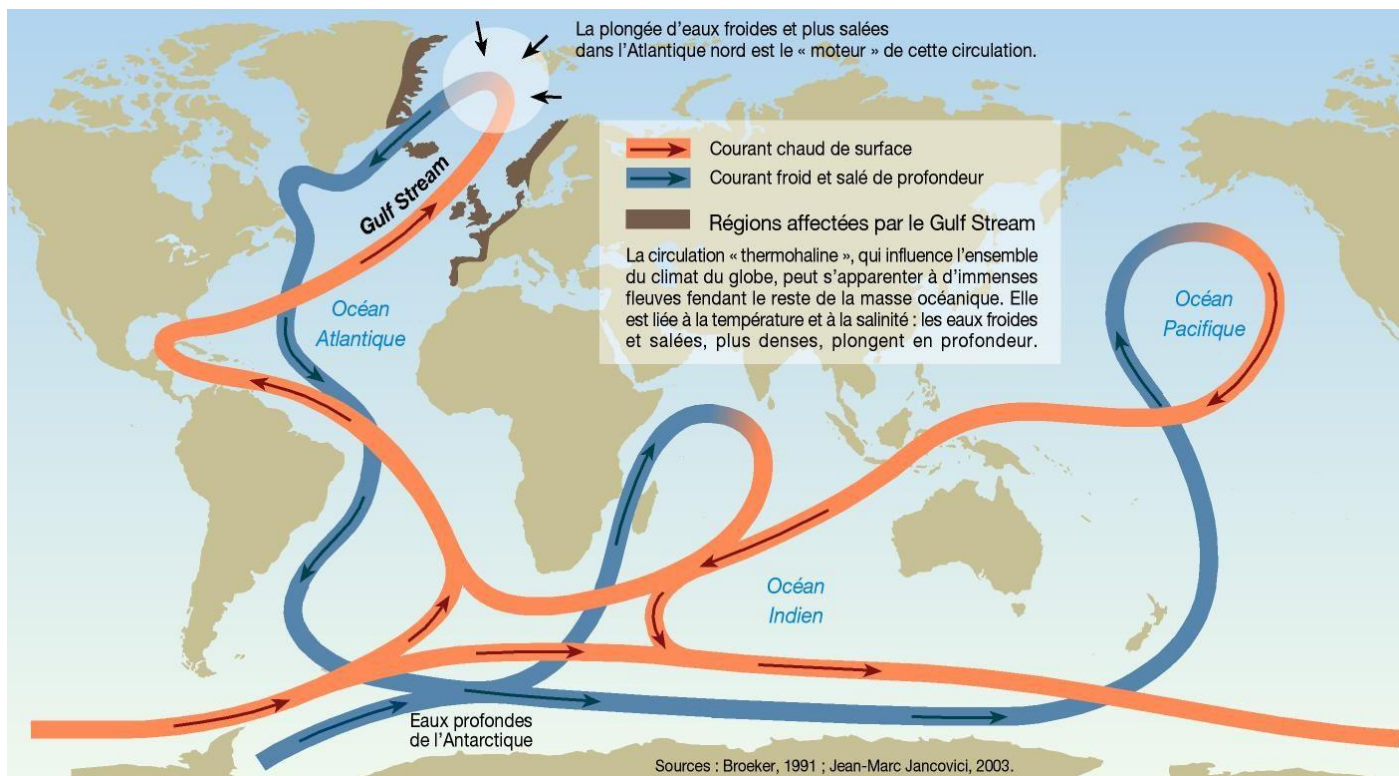 La plongée d'eaux froides et plus salées
dans l'Atlantique nord est le « moteur » de cette circulation.
Courant chaud de surface
Courant froid et salé de profondeur
Régions affectées par le Gulf Stream
La circulation « thermohaline », qui influence l'ensemble
du climat du globe, peut s'apparenter à d'immenses
fleuves fendant le reste de la masse océanique. Elle
est liée à la température et à la salinité : les eaux froides
et salées, plus denses, plongent en profondeur.
Gulf Stream
Océan
Atlantique
Océan
Pacifique
Océan
Indien
Eaux profondes
de l'Antarctique
Sources : Broeker, 1991 ; Jean-Marc Jancovici, 2003.